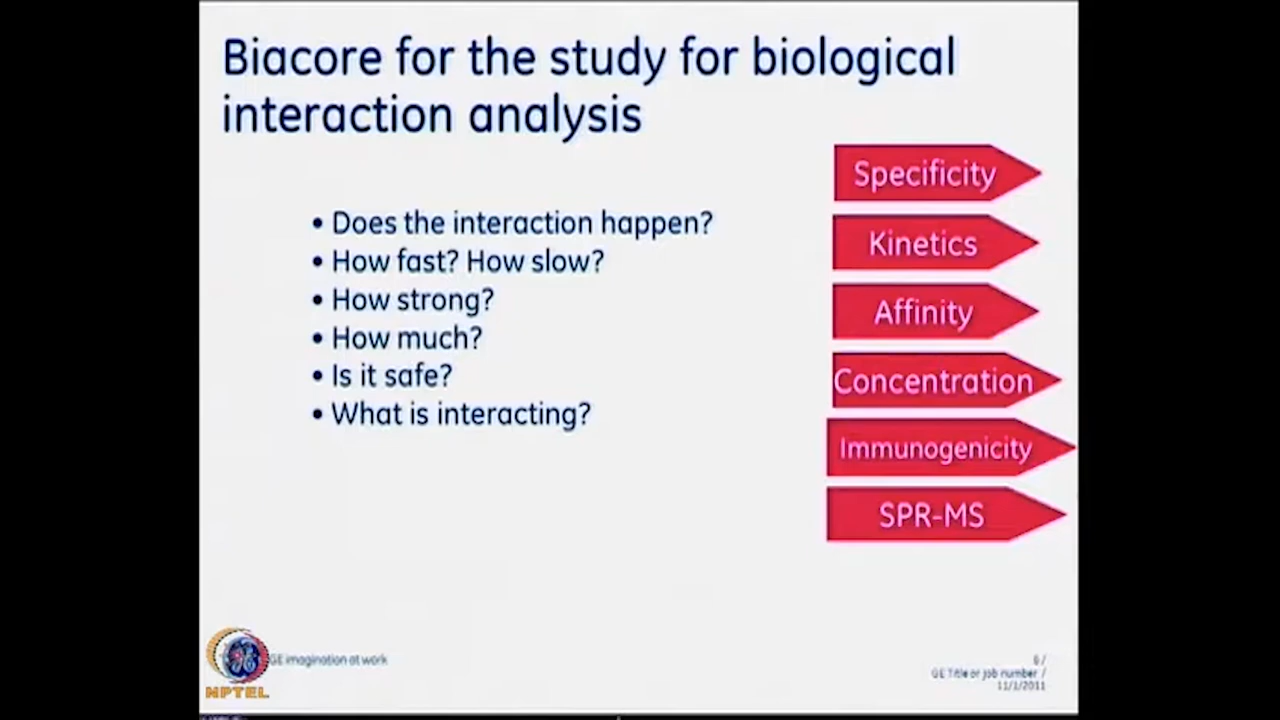 Biacore for the study for biological
interaction analysis
• Does the interaction happen?
• How fast? How slow?
• How strong?
• How much?
• Is it safe?
• What is interacting?
Specificity
Kinetics
Affinity
Concentration
Immunogenicity
SPR-MS
GE imagination at work
NPTEL
6 /
GE Title or job number /
11/1/2011